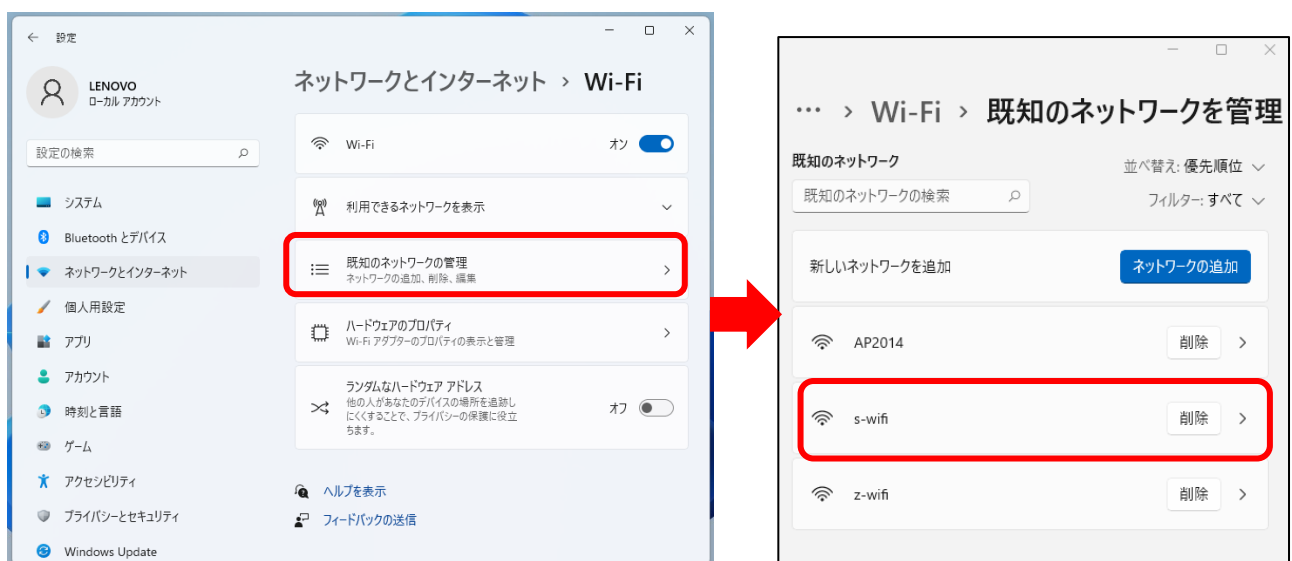 設定
LENOVO
ローカル アカウント
設定の検索
システム
Bluetooth とデバイス
ネットワークとインターネット
個人用設定
アプリ
アカウント
時刻と言語
ゲーム
アクセシビリティ
プライバシーとセキュリティ
Windows Update
ネットワークとインターネット › Wi-Fi
Wi-Fi オン
利用できるネットワークを表示
既知のネットワークの管理
ネットワークの追加、削除、編集
ハードウェアのプロパティ
Wi-Fi アダプターのプロパティの表示と管理
ランダムなハードウェア アドレス
他の人があなたのデバイスの場所を追跡し
にくくすることで、プライバシーの保護に役立
ちます。
オフ
ヘルプを表示
フィードバックの送信
… › Wi-Fi › 既知のネットワークを管理
既知のネットワーク
並べ替え: 優先順位
既知のネットワークの検索
フィルター: すべて
新しいネットワークを追加 ネットワークの追加
AP2014 削除
s-wifi 削除
z-wifi 削除